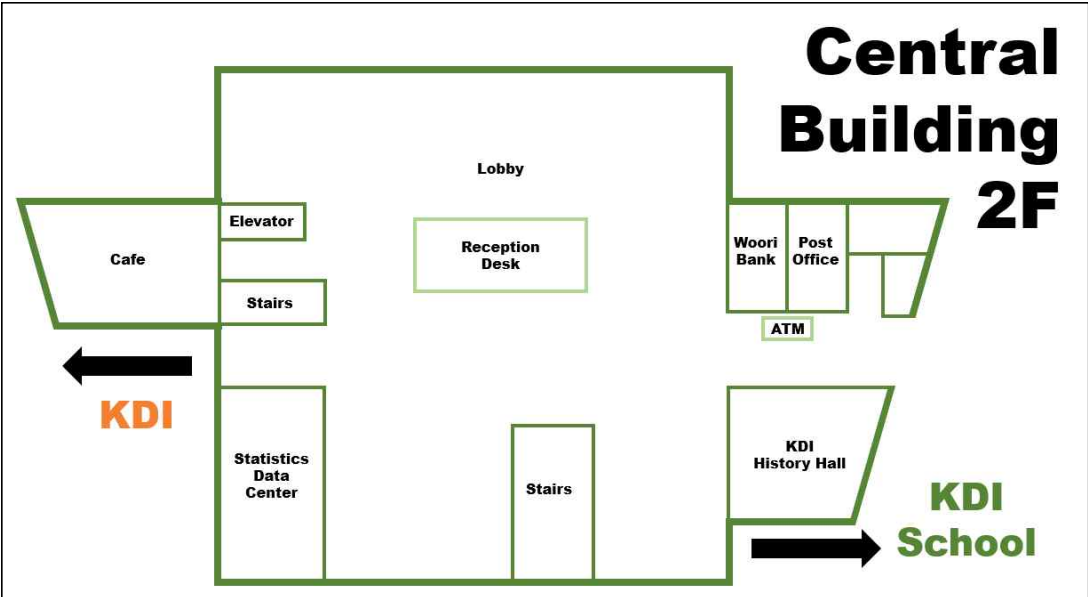 Central
Building
2F
Lobby
Elevator
Cafe
Reception
Desk
Woori
Bank
Post
Office
Stairs
ATM
KDI
Statistics
Data
Center
Stairs
KDI
History Hall
KDI
School